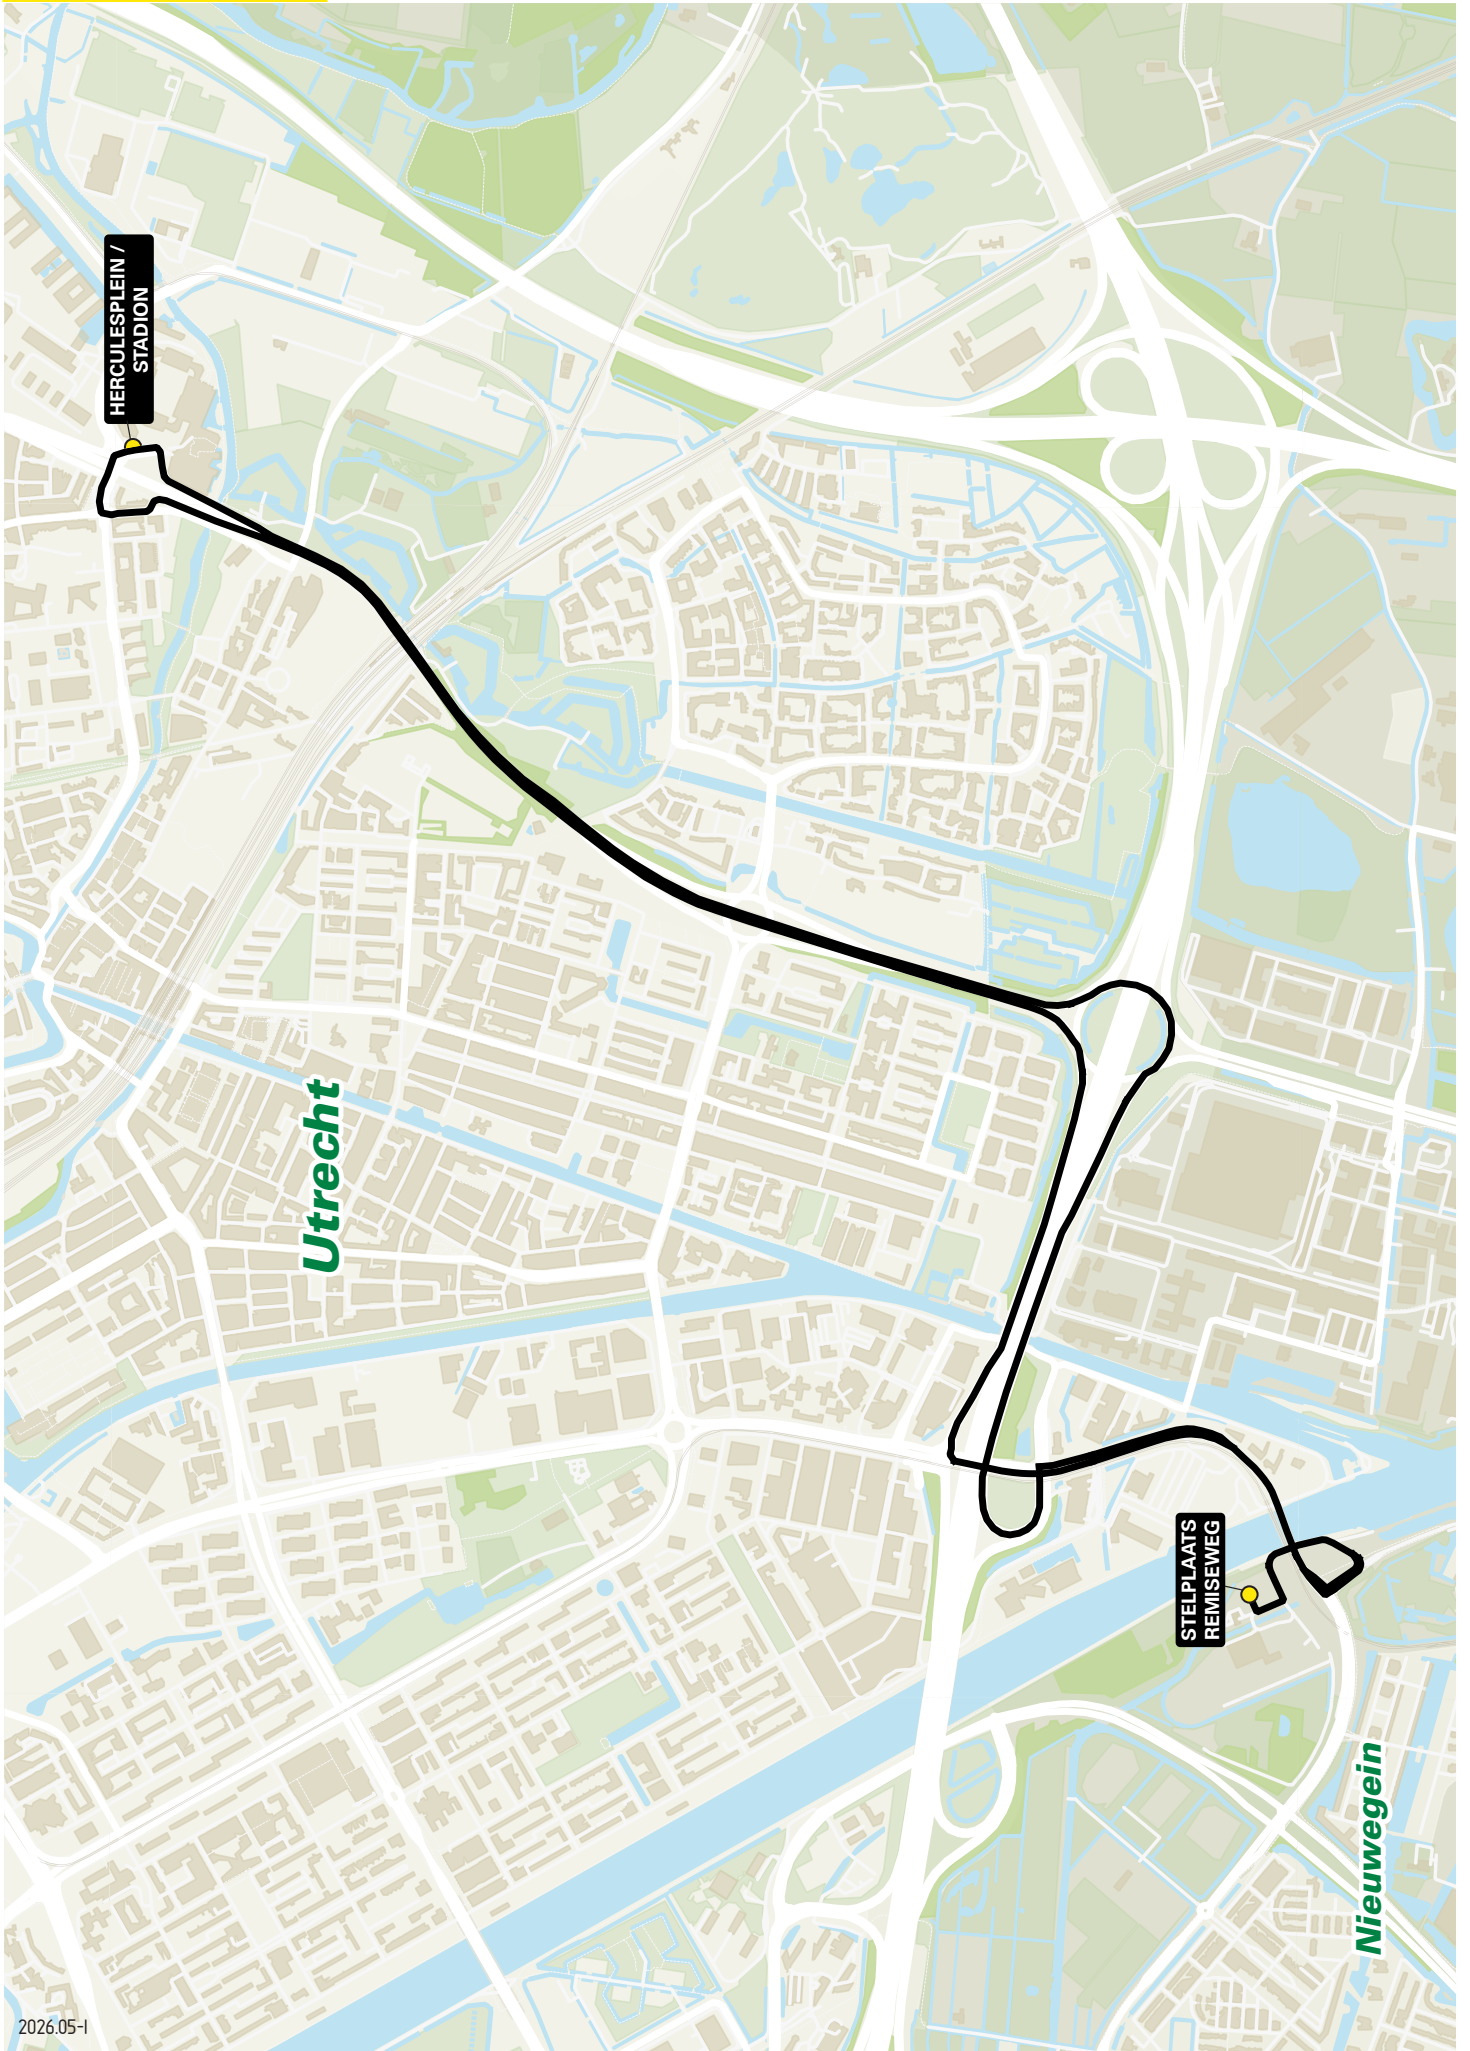 HERCULESPLEIN /
STADION
Utrecht
STELPLAATS
REMISEWEG
Nieuwegein
2026.05-I